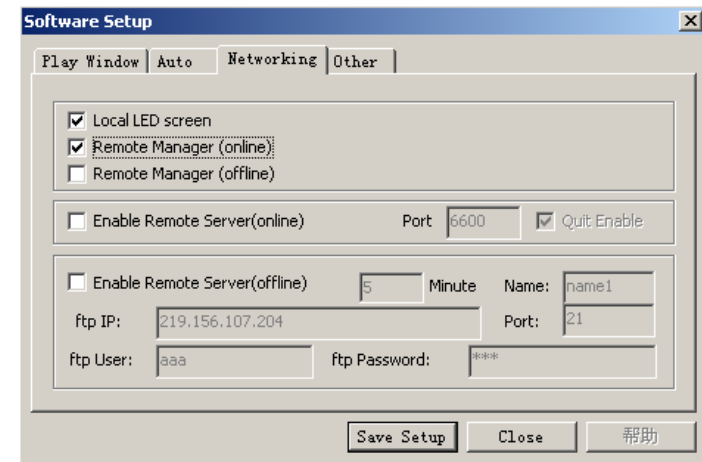 Software Setup
Play Window Auto Networking Other
Local LED screen
Remote Manager (online)
Remote Manager (offline)
Enable Remote Server(online) Port 6600 Quit Enable
Enable Remote Server(offline) 5 Minute Name: name1
ftp IP: 219.156.107.204 Port: 21
ftp User: aaa ftp Password: ***
Save Setup Close 帮助